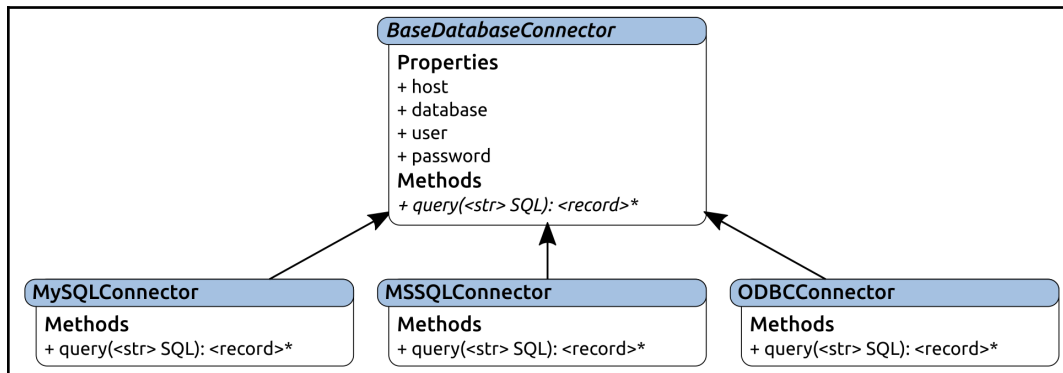 BaseDatabaseConnector
Properties
+ host
+ database
+ user
+ password
Methods
+ query(<str> SQL): <record>*
MySQLConnector
Methods
+ query(<str> SQL): <record>*
MSSQLConnector
Methods
+ query(<str> SQL): <record>*
ODBCConnector
Methods
+ query(<str> SQL): <record>*